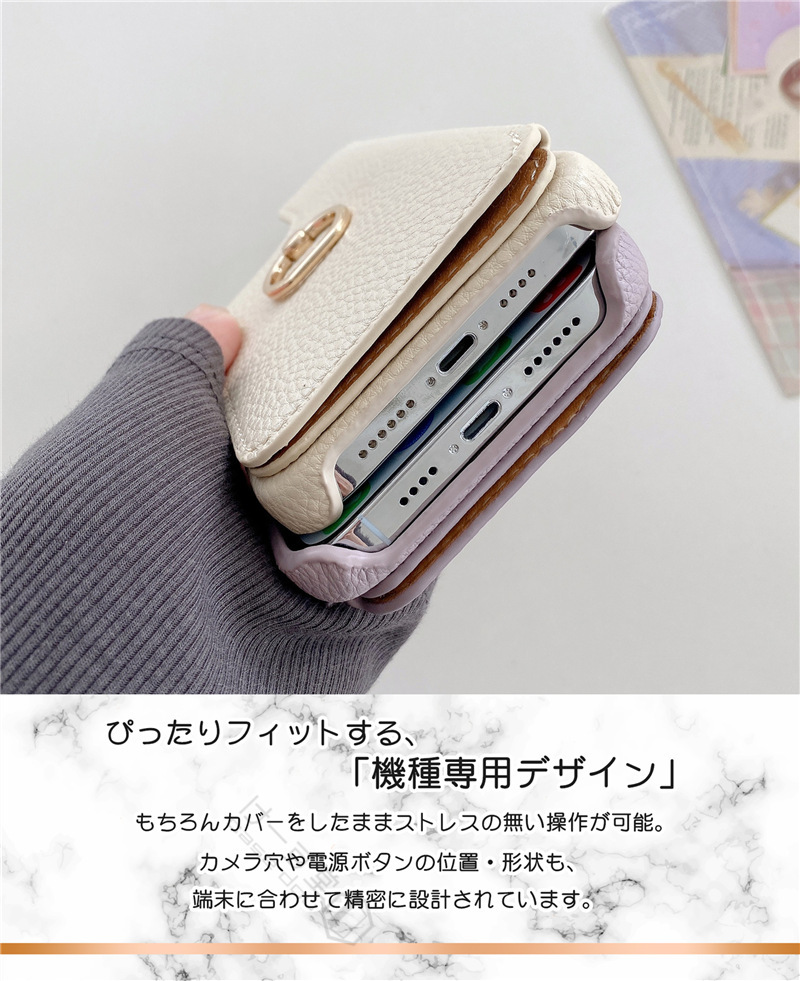 ぴったりフィットする、
「機種専用デザイン」
もちろんカバーをしたままストレスの無い操作が可能。
カメラ穴や電源ボタンの位置・形状も、
端末に合わせて精密に設計されています。